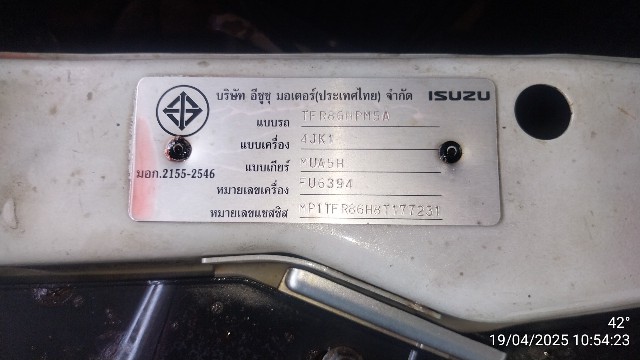 บริษัท อีซูซุ มอเตอร์(ประเทศไทย) จำกัด ISUZU
แบบรถ
แบบเครื่อง 4JK1
แบบเกียร์ MUA5H
มอก.2155-2546
หมายเลขเครื่อง
หมายเลขแชสซิส MP1TFR86H8T177231
42°
19/04/2025 10:54:23